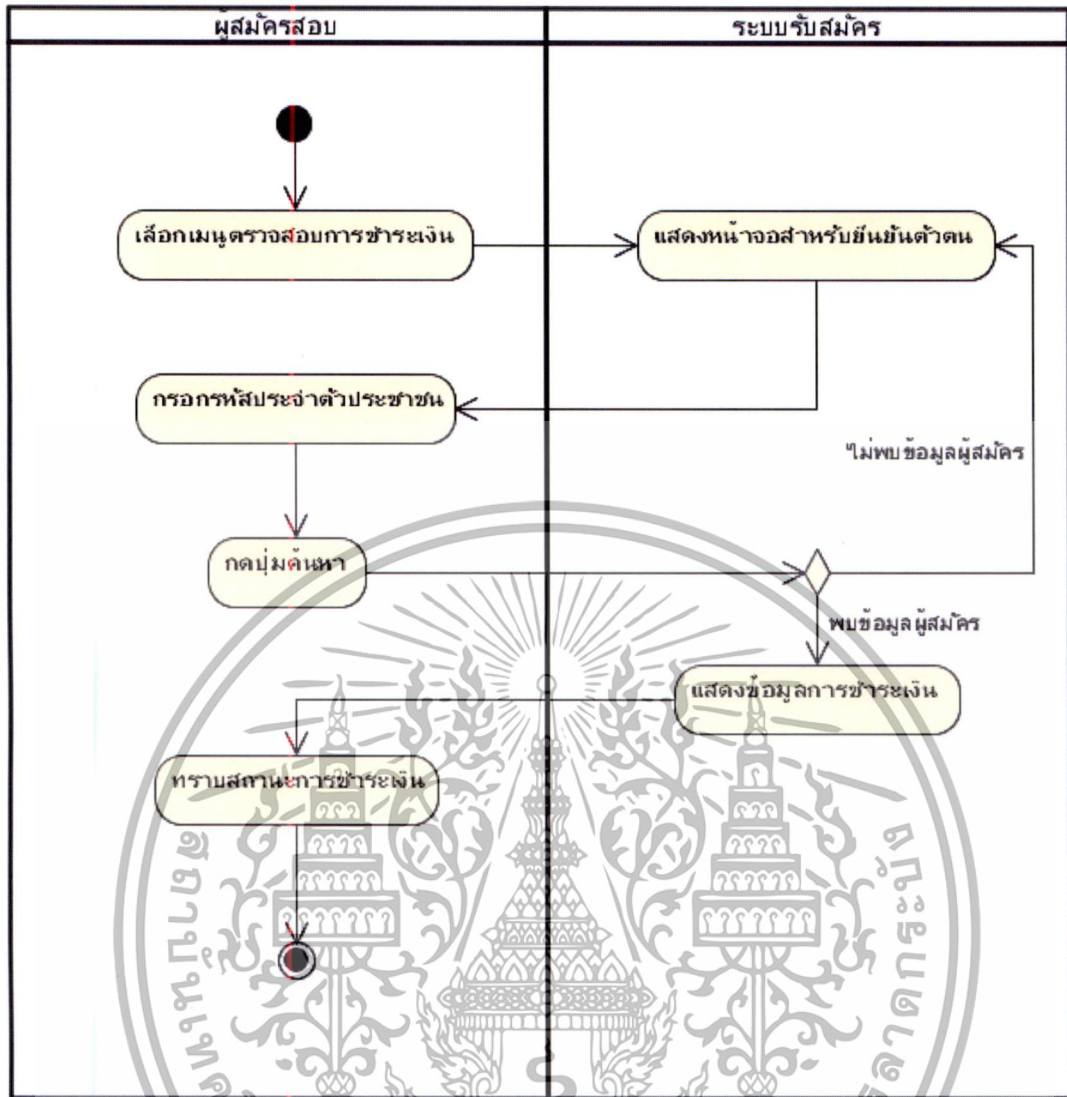 ผู้สมัครสอบ
ระบบรับสมัคร
เลือกเมนูตรวจสอบการชำระเงิน
แสดงหน้าจอสำหรับยืนยันตัวตน
กรอกรหัสประจำตัวประชาชน
ไม่พบข้อมูลผู้สมัคร
กดปุ่มค้นหา
พบข้อมูลผู้สมัคร
แสดงข้อมูลการชำระเงิน
ทราบสถานะการชำระเงิน